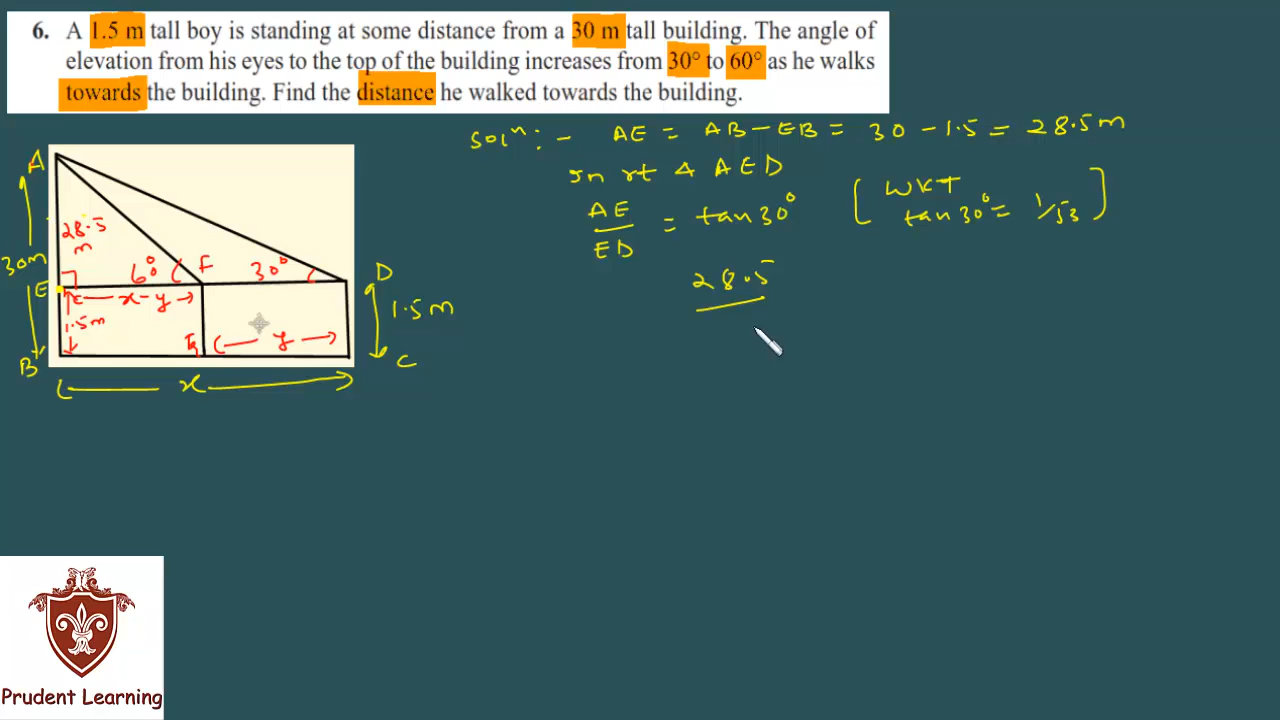 6. A 1.5 m tall boy is standing at some distance from a 30 m tall building. The angle of
elevation from his eyes to the top of the building increases from 30° to 60° as he walks
towards the building. Find the distance he walked towards the building.
Solⁿ :- AE = AB - EB = 30 - 1.5 = 28.5 m
In rt Δ AED
AE/ED = tan 30° [ WKT tan 30° = 1/√3 ]
28.5
A
28.5 m
30m
60° F 30° D
E
x-y
1.5 m
1.5 m
y
B C
x
Prudent Learning